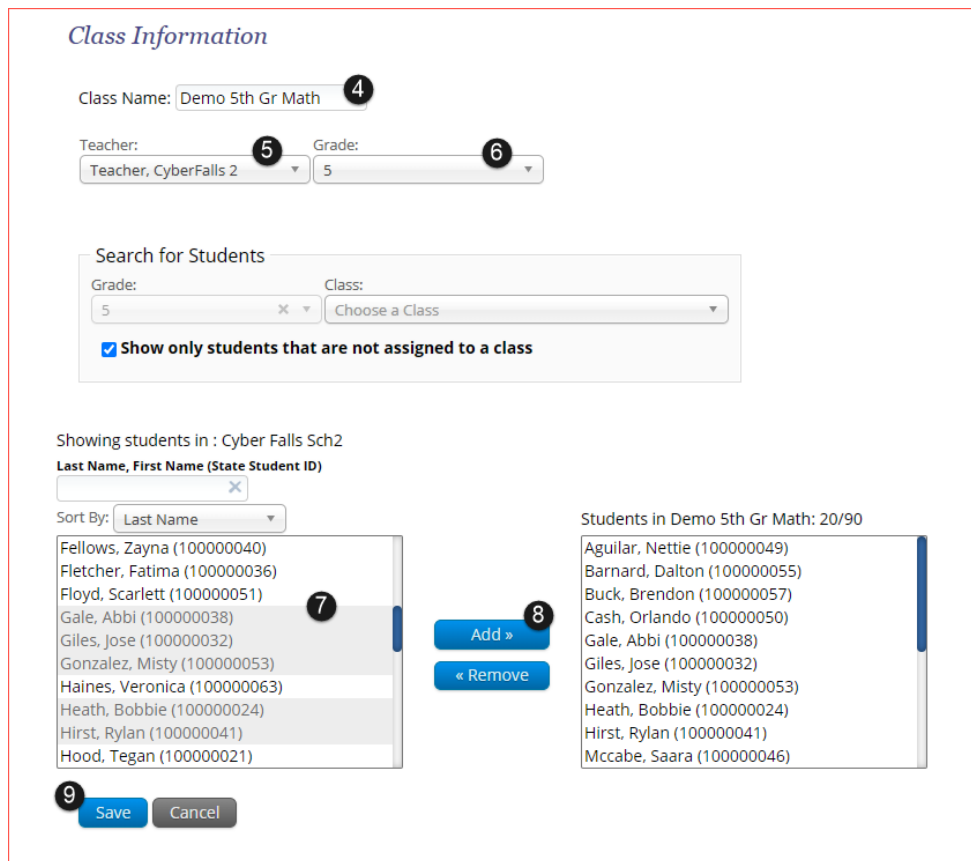 Class Information
Class Name: Demo 5th Gr Math 4
Teacher: 5 Grade: 6
Teacher, CyberFalls 2 5
Search for Students
Grade: Class:
5 Choose a Class
Show only students that are not assigned to a class
Showing students in : Cyber Falls Sch2
Last Name, First Name (State Student ID)
Sort By: Last Name
Students in Demo 5th Gr Math: 20/90
Fellows, Zayna (100000040)
Fletcher, Fatima (100000036)
Floyd, Scarlett (100000051)
Gale, Abbi (100000038)
Giles, Jose (100000032)
Gonzalez, Misty (100000053)
Haines, Veronica (100000063)
Heath, Bobbie (100000024)
Hirst, Rylan (100000041)
Hood, Tegan (100000021)
7
8
Add »
« Remove
Aguilar, Nettie (100000049)
Barnard, Dalton (100000055)
Buck, Brendon (100000057)
Cash, Orlando (100000050)
Gale, Abbi (100000038)
Giles, Jose (100000032)
Gonzalez, Misty (100000053)
Heath, Bobbie (100000024)
Hirst, Rylan (100000041)
Mccabe, Saara (100000046)
9
Save Cancel